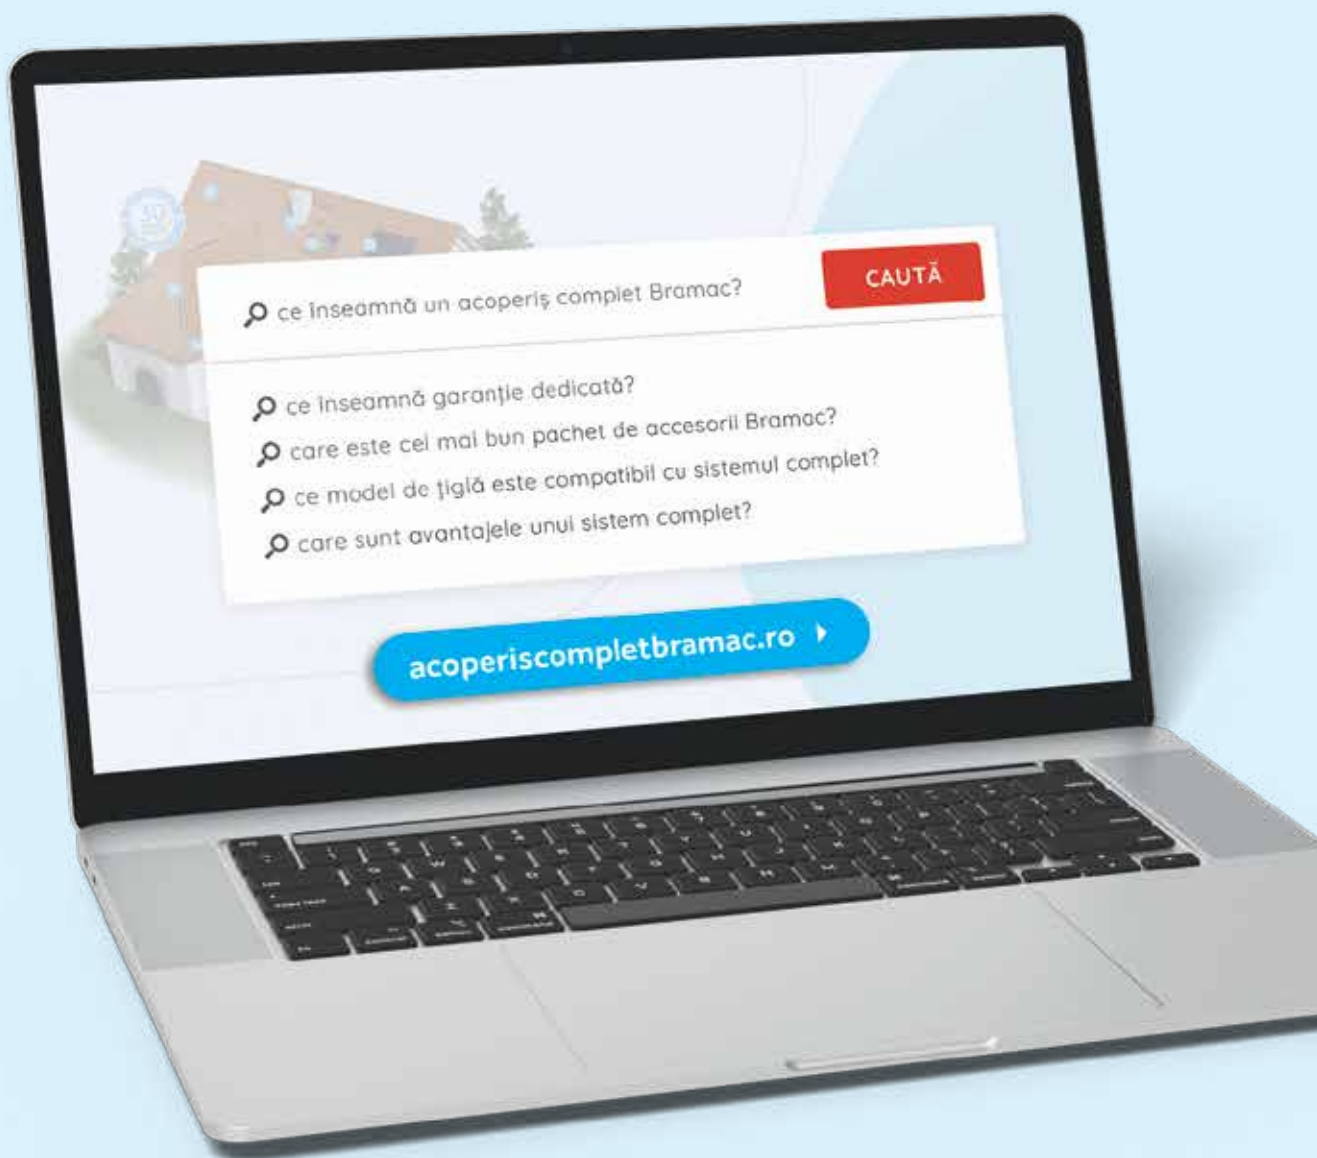 ce înseamnă un acoperiș complet Bramac?
CAUTĂ
ce înseamnă garanție dedicată?
care este cel mai bun pachet de accesorii Bramac?
ce model de țiglă este compatibil cu sistemul complet?
care sunt avantajele unui sistem complet?
acoperiscompletbramac.ro